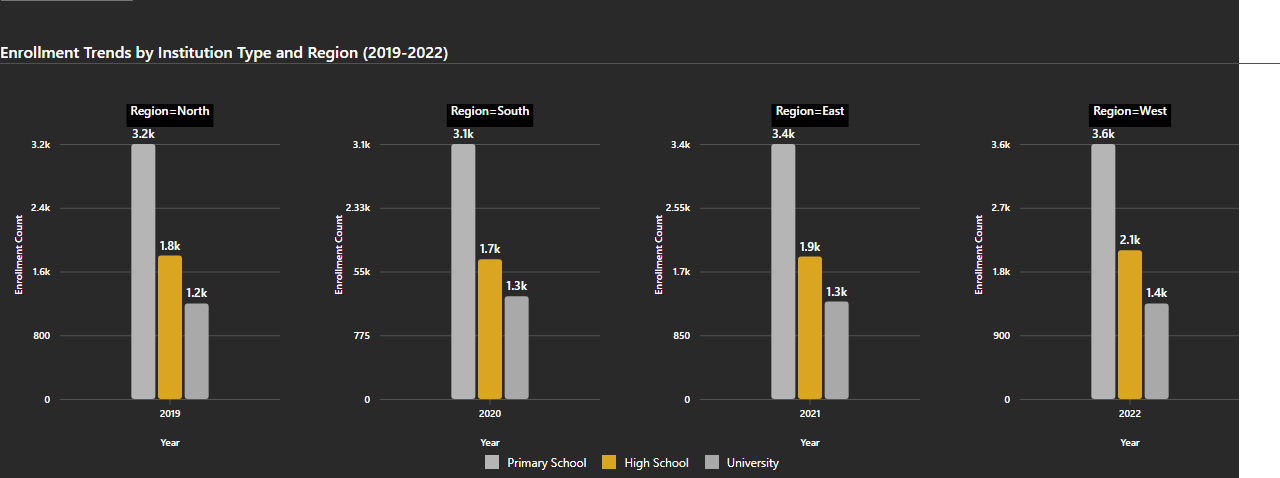 Enrollment Trends by Institution Type and Region (2019-2022)
Region=North
3.2k
3.2k
2.4k
1.8k
1.6k
1.2k
800
0
Enrollment Count
2019
Year
Region=South
3.1k
3.1k
2.33k
1.7k
55k
1.3k
775
0
Enrollment Count
2020
Year
Region=East
3.4k
3.4k
2.55k
1.9k
1.7k
1.3k
850
0
Enrollment Count
2021
Year
Region=West
3.6k
3.6k
2.7k
2.1k
1.8k
1.4k
900
0
Enrollment Count
2022
Year
Primary School
High School
University